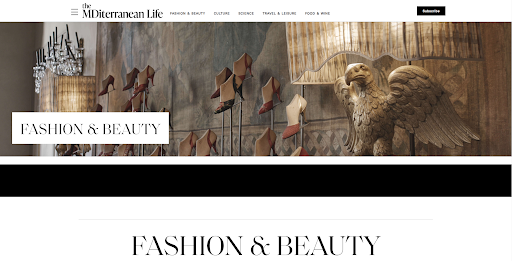 the
MDiterranean Life
FASHION & BEAUTY
CULTURE
SCIENCE
TRAVEL & LEISURE
FOOD & WINE
Subscribe
FASHION & BEAUTY
FASHION & BEAUTY